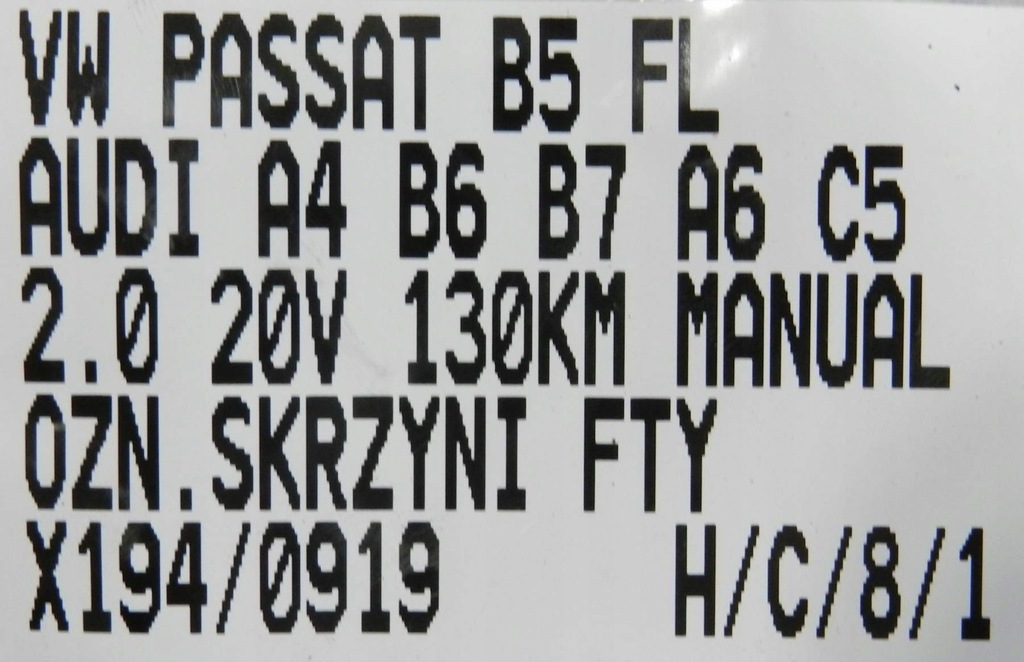 VW PASSAT B5 FL
AUDI A4 B6 B7 A6 C5
2.0 20V 130KM MANUAL
OZN.SKRZYNI FTY
X194/0919 H/C/8/1